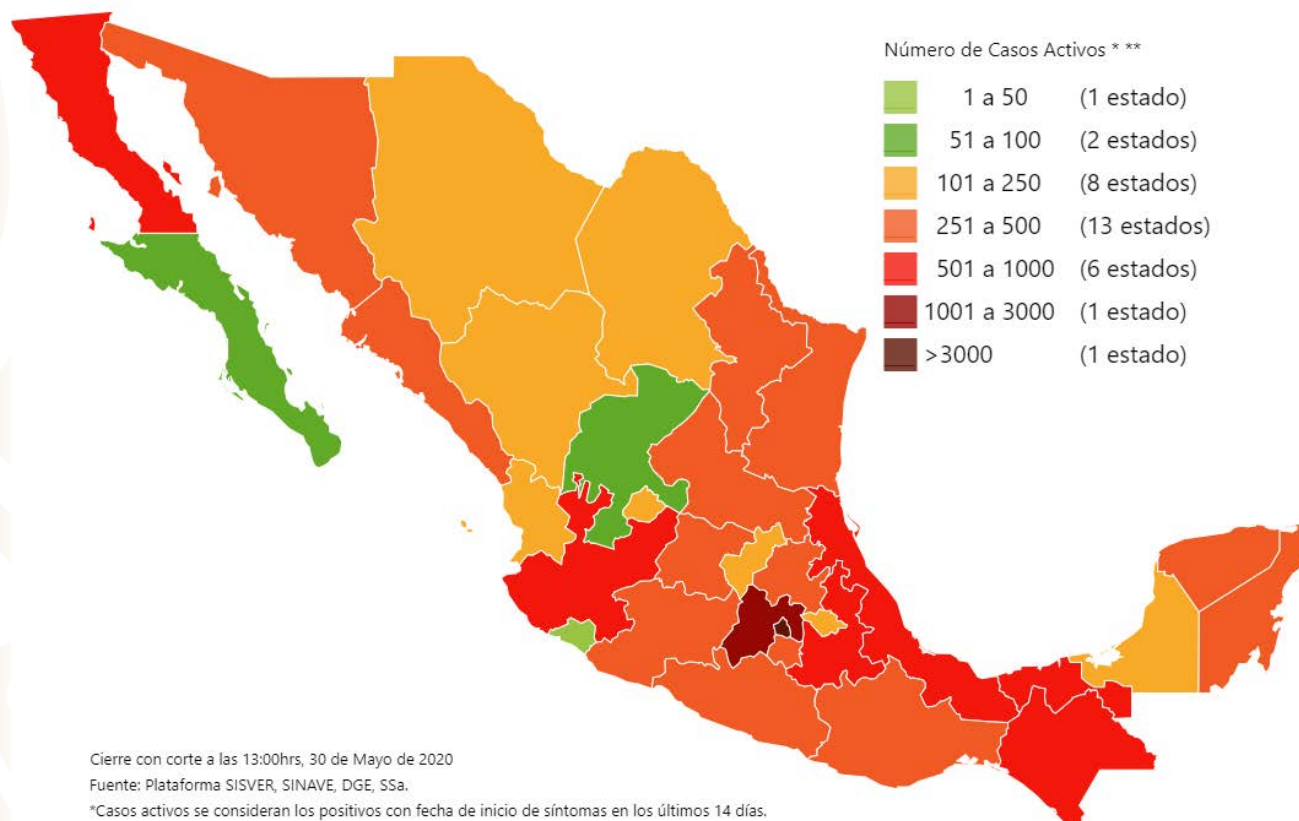 Número de Casos Activos * **
1 a 50 (1 estado)
51 a 100 (2 estados)
101 a 250 (8 estados)
251 a 500 (13 estados)
501 a 1000 (6 estados)
1001 a 3000 (1 estado)
>3000 (1 estado)
Cierre con corte a las 13:00hrs, 30 de Mayo de 2020
Fuente: Plataforma SISVER, SINAVE, DGE, SSa.
*Casos activos se consideran los positivos con fecha de inicio de síntomas en los últimos 14 días.